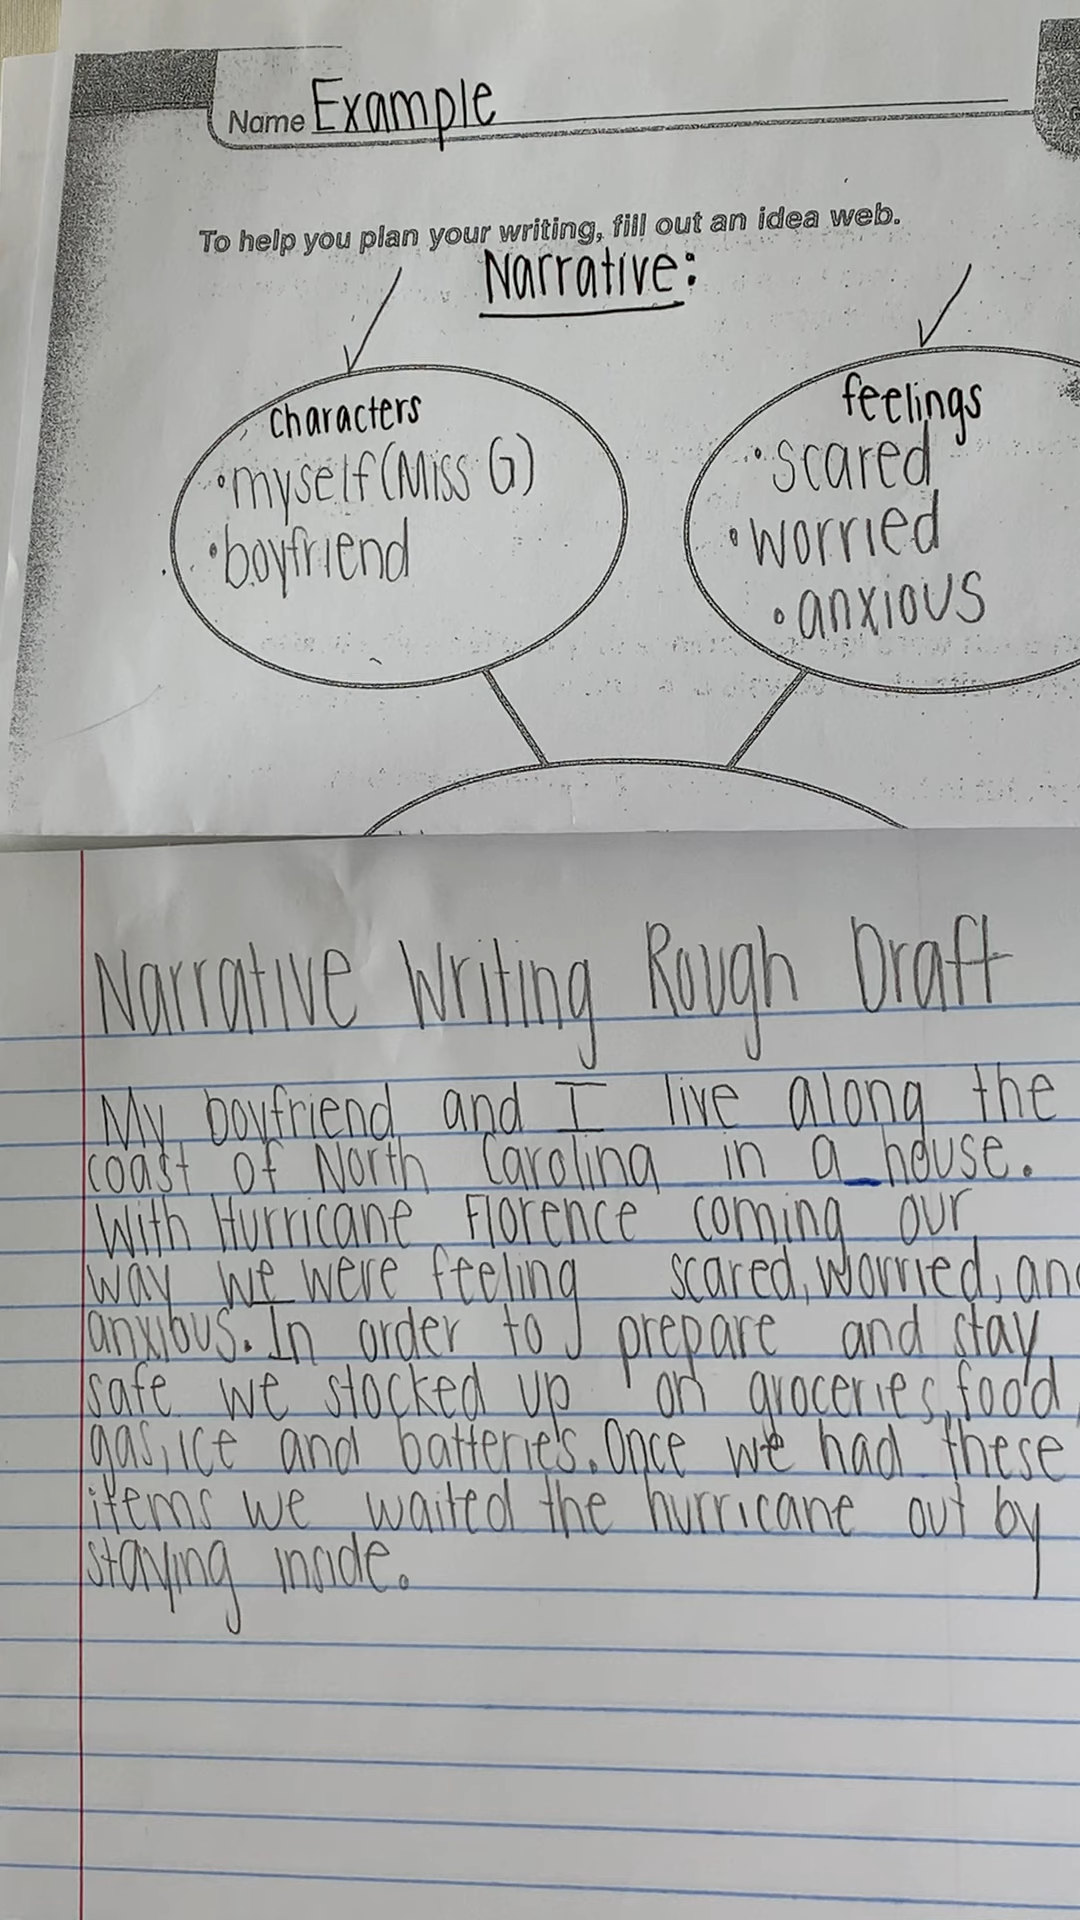 Name Example
To help you plan your writing, fill out an idea web.
Narrative:
Characters
• myself (Miss G)
• boyfriend
feelings
• scared
• worried
• anxious
Narrative Writing Rough Draft
My boyfriend and I live along the
coast of North Carolina in a house.
With Hurricane Florence coming our
way we were feeling scared, worried, and
anxious. In order to prepare and stay
safe we stocked up on groceries, food,
gas, ice and batteries. Once we had these
items we waited the hurricane out by
staying inside.